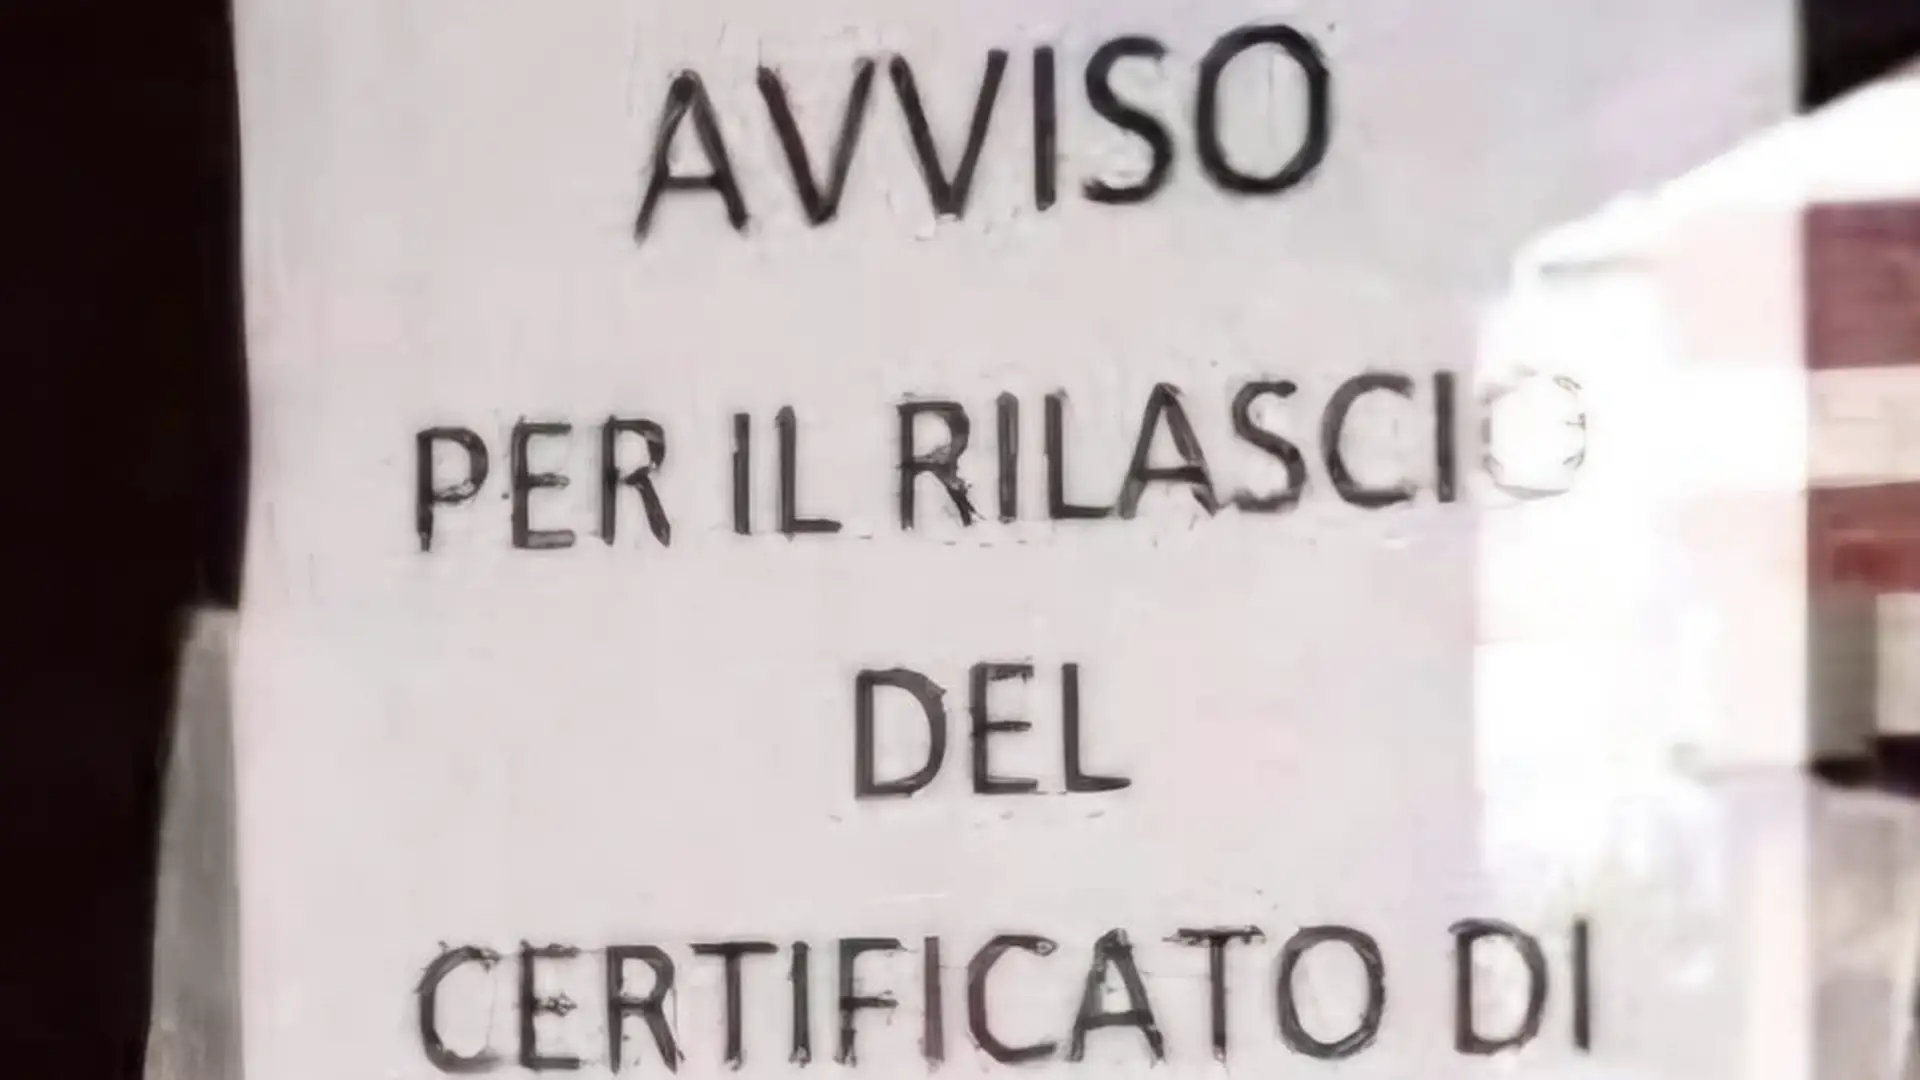 AVVISO
PER IL RILASCIO
DEL
CERTIFICATO DI